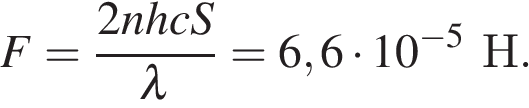 F = \frac{2nhcS}{\lambda} = 6,6 \cdot 10^{-5} Н.